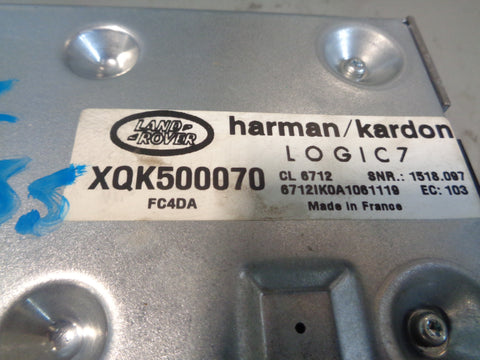 LAND-
-ROVER
harman/kardon
LOGIC7
XQK500070
CL 6712 SNR.: 1518.097
FC4DA
6712IK0A1061119 EC: 103
Made in France